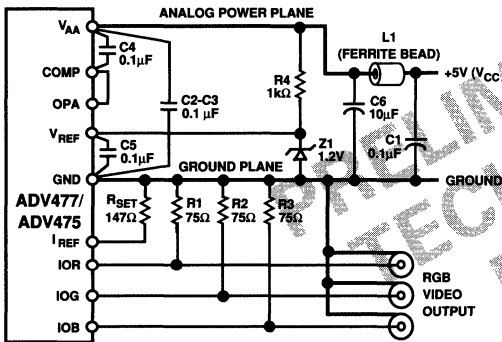 ANALOG POWER PLANE
VAA
C4
0.1µF
COMP
OPA
C2-C3
0.1 µF
R4
1kΩ
L1
(FERRITE BEAD)
+5V (VCC)
C6
10µF
C1
0.1µF
VREF
C5
0.1µF
Z1
1.2V
GROUND PLANE
GND
GROUND
ADV477/
ADV475
RSET
147Ω
R1
75Ω
R2
75Ω
R3
75Ω
IREF
IOR
IOG
IOB
RGB
VIDEO
OUTPUT
PRELIM
TECH